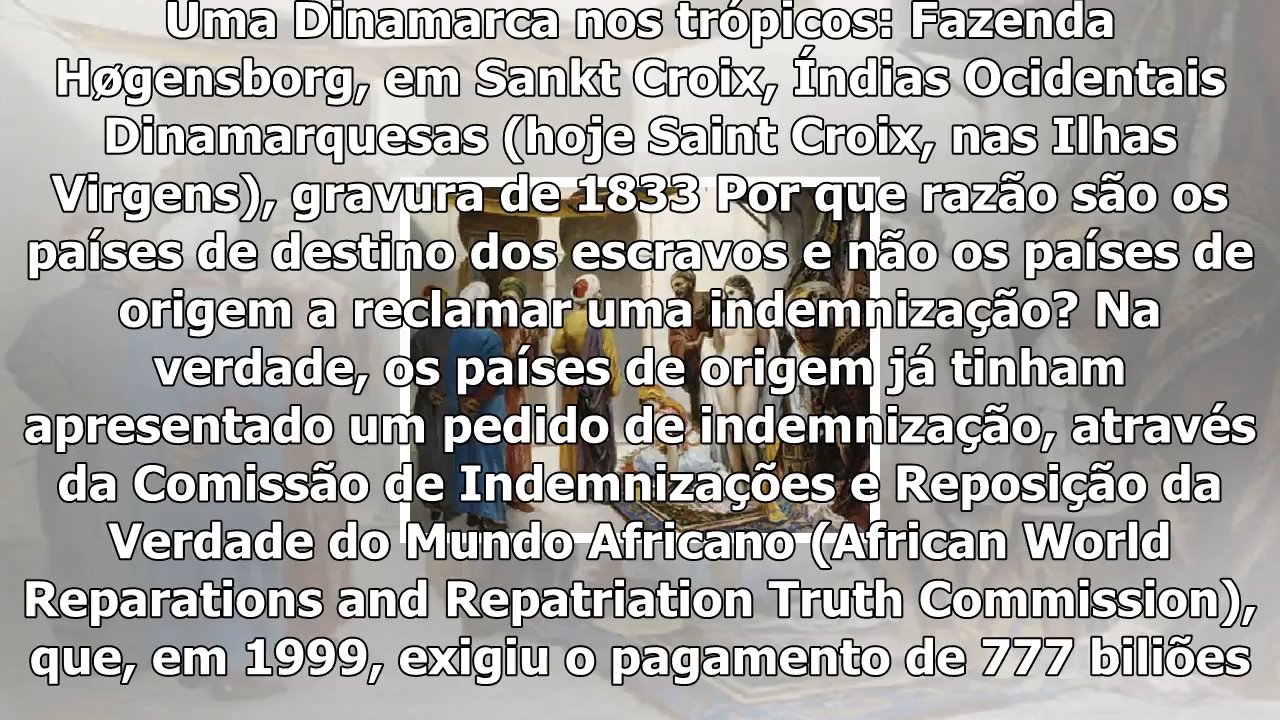 Uma Dinamarca nos trópicos: Fazenda
Høgensborg, em Sankt Croix, Índias Ocidentais
Dinamarquesas (hoje Saint Croix, nas Ilhas
Virgens), gravura de 1833 Por que razão são os
países de destino dos escravos e não os países de
origem a reclamar uma indemnização? Na
verdade, os países de origem já tinham
apresentado um pedido de indemnização, através
da Comissão de Indemnizações e Reposição da
Verdade do Mundo Africano (African World
Reparations and Repatriation Truth Commission),
que, em 1999, exigiu o pagamento de 777 biliões